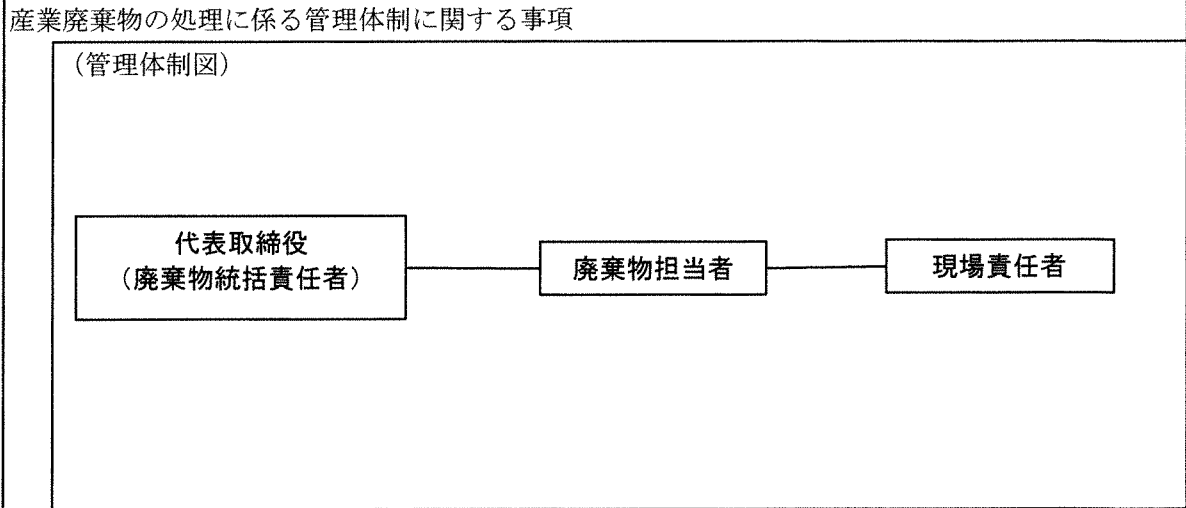 産業廃棄物の処理に係る管理体制に関する事項
（管理体制図）
代表取締役
（廃棄物統括責任者）
廃棄物担当者
現場責任者